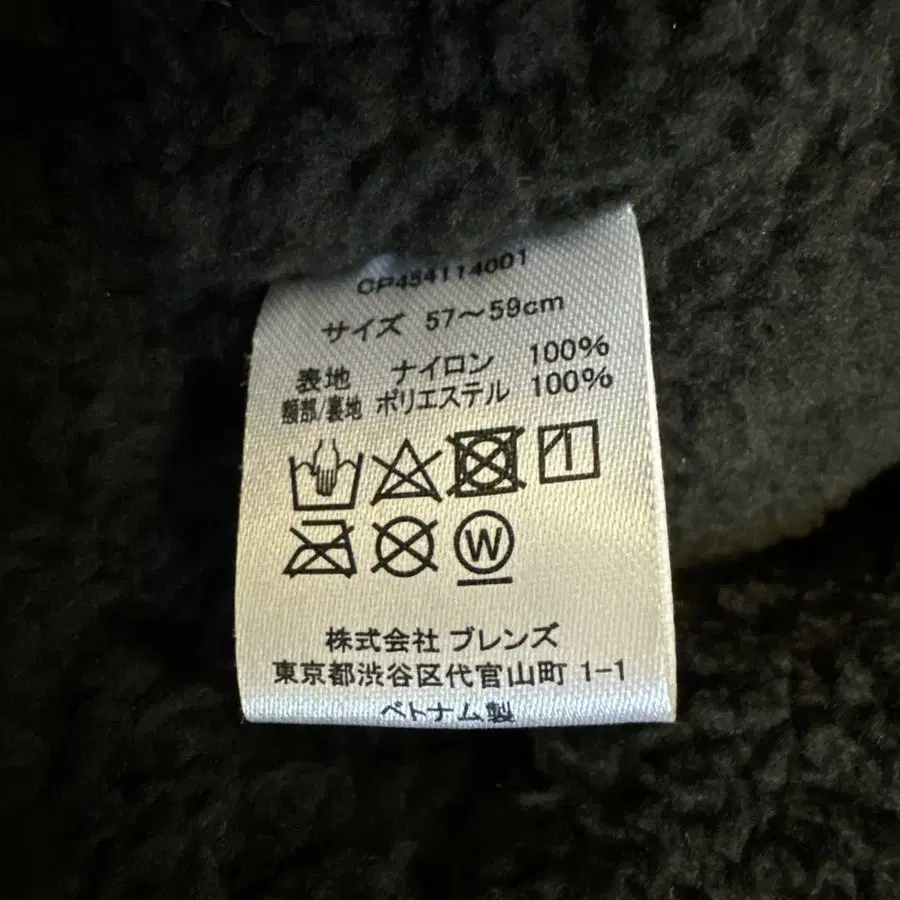 CP454114001
サイズ 57～59cm
表地 ナイロン 100%
頭部/裏地 ポリエステル 100%
W
株式会社 ブレンズ
東京都渋谷区代官山町 1-1
ベトナム製